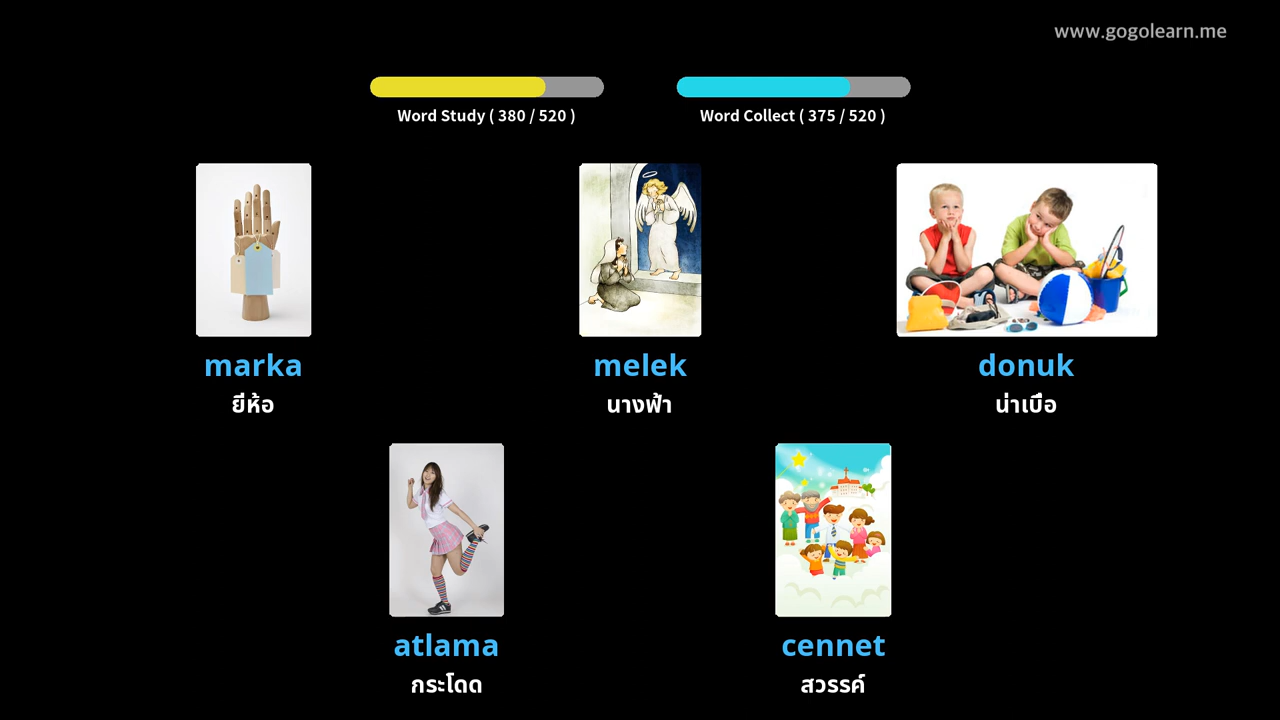 www.gogolearn.me
Word Study ( 380 / 520 )
Word Collect ( 375 / 520 )
marka
ยี่ห้อ
melek
นางฟ้า
donuk
น่าเบื่อ
atlama
กระโดด
cennet
สวรรค์